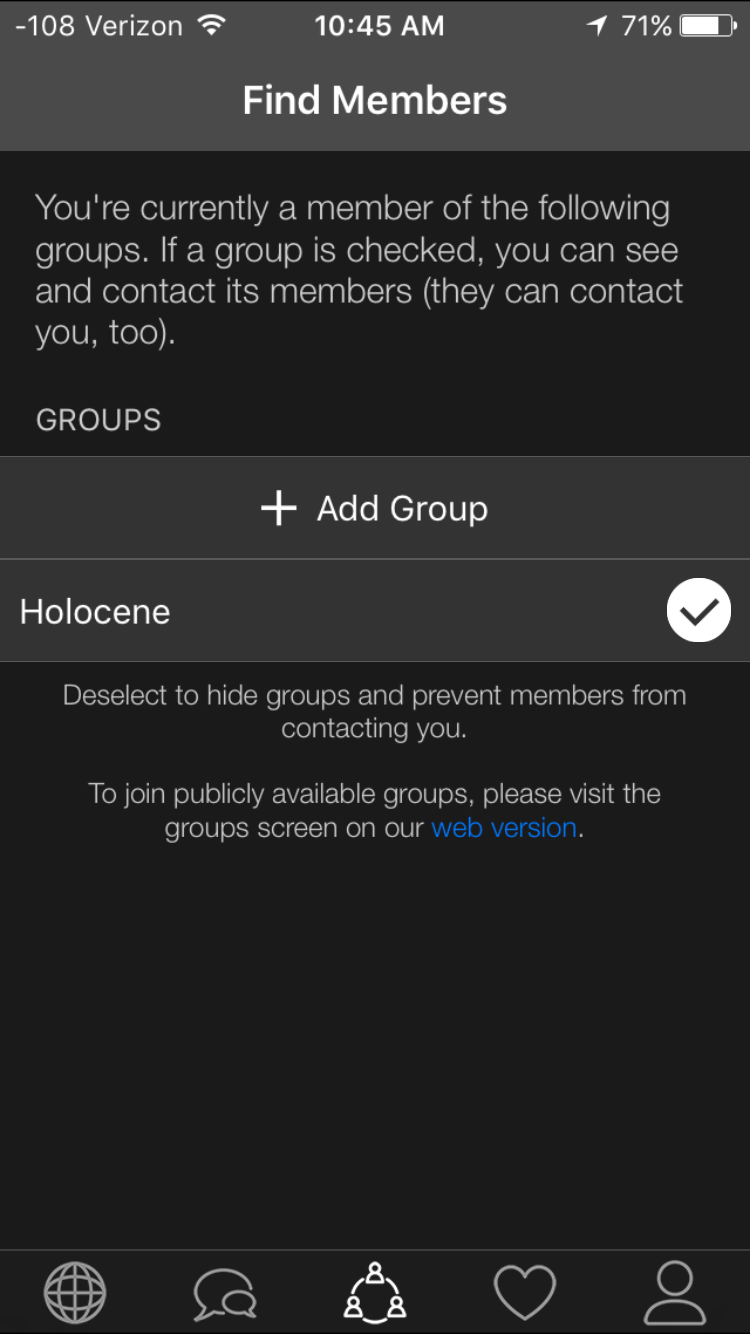 -108 Verizon 10:45 AM 71%
Find Members
You're currently a member of the following
groups. If a group is checked, you can see
and contact its members (they can contact
you, too).
GROUPS
+ Add Group
Holocene
Deselect to hide groups and prevent members from
contacting you.
To join publicly available groups, please visit the
groups screen on our web version.